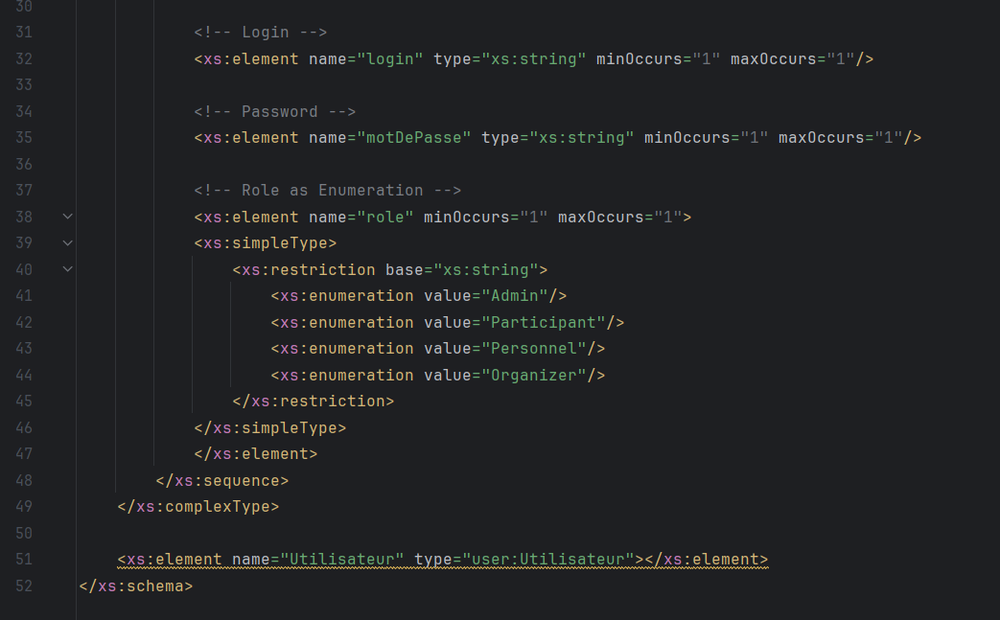 30
31 <!-- Login -->
32 <xs:element name="login" type="xs:string" minOccurs="1" maxOccurs="1"/>
33
34 <!-- Password -->
35 <xs:element name="motDePasse" type="xs:string" minOccurs="1" maxOccurs="1"/>
36
37 <!-- Role as Enumeration -->
38 <xs:element name="role" minOccurs="1" maxOccurs="1">
39 <xs:simpleType>
40 <xs:restriction base="xs:string">
41 <xs:enumeration value="Admin"/>
42 <xs:enumeration value="Participant"/>
43 <xs:enumeration value="Personnel"/>
44 <xs:enumeration value="Organizer"/>
45 </xs:restriction>
46 </xs:simpleType>
47 </xs:element>
48 </xs:sequence>
49 </xs:complexType>
50
51 <xs:element name="Utilisateur" type="user:Utilisateur"></xs:element>
52 </xs:schema>